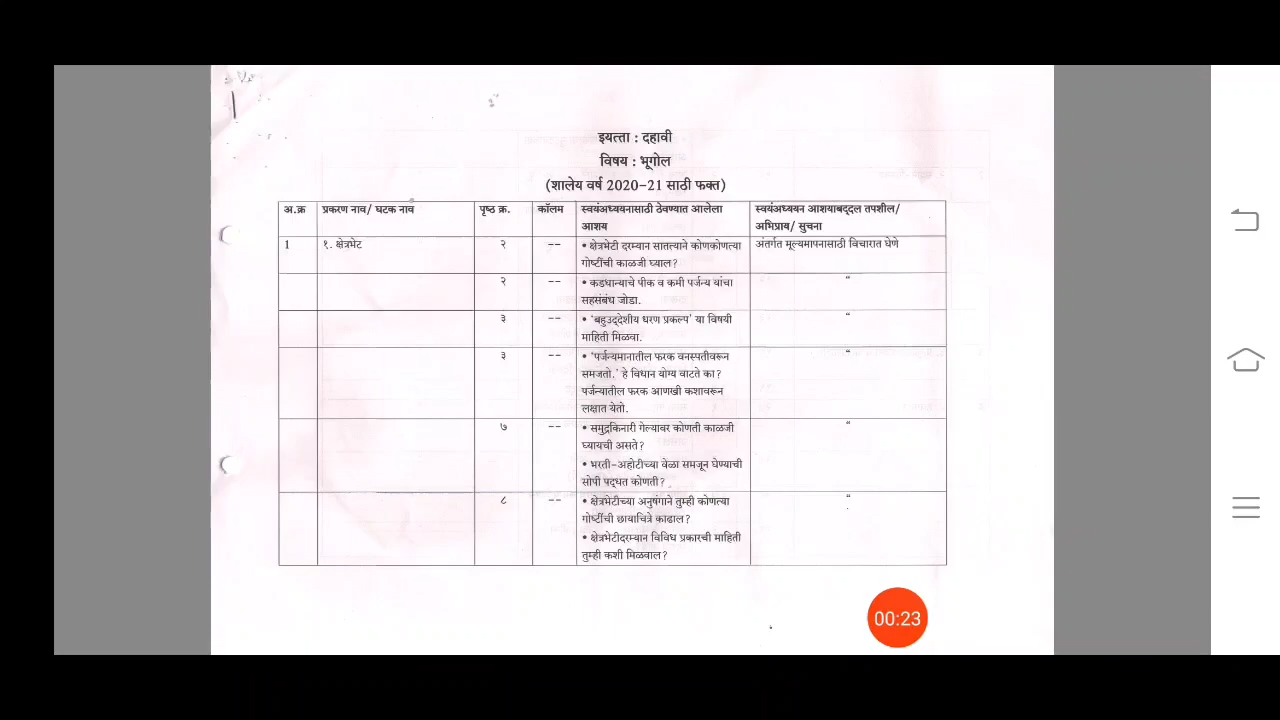 इयत्ता : दहावी
विषय : भूगोल
(शालेय वर्ष 2020-21 साठी फक्त)
अ.क्र प्रकरण नाव/ घटक नाव पृष्ठ क्र. कॉलम स्वयंअध्ययनासाठी ठेवण्यात आलेला स्वयंअध्ययन आशयाबद्दल तपशील/
आशय अभिप्राय/ सुचना
1 १. क्षेत्रभेट २ -- • क्षेत्रभेटी दरम्यान सातत्याने कोणकोणत्या अंतर्गत मूल्यमापनासाठी विचारात घेणे
गोष्टींची काळजी घ्याल?
२ -- • कडधान्याचे पीक व कमी पर्जन्य यांचा "
सहसंबंध जोडा.
३ -- • 'बहुउद्देशीय धरण प्रकल्प' या विषयी "
माहिती मिळवा.
३ -- • 'पर्जन्यमानातील फरक वनस्पतीवरून "
समजतो.' हे विधान योग्य वाटते का?
पर्जन्यातील फरक आणखी कशावरून
लक्षात येतो.
७ -- • समुद्रकिनारी गेल्यावर कोणती काळजी "
घ्यायची असते?
• भरती-अहोटीच्या वेळा समजून घेण्याची
सोपी पद्धत कोणती?
८ -- • क्षेत्रभेटीच्या अनुषंगाने तुम्ही कोणत्या "
गोष्टींची छायाचित्रे काढाल?
• क्षेत्रभेटीदरम्यान विविध प्रकारची माहिती
तुम्ही कशी मिळवाल?
00:23